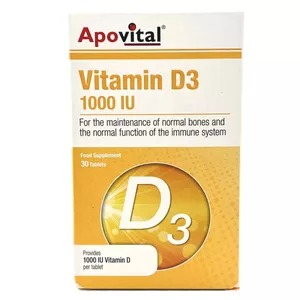 Apovital®
Vitamin D3
1000 IU
For the maintenance of normal bones and
the normal function of the immune system
Food Supplement
30 Tablets
D3
Provides
1000 IU Vitamin D
per tablet